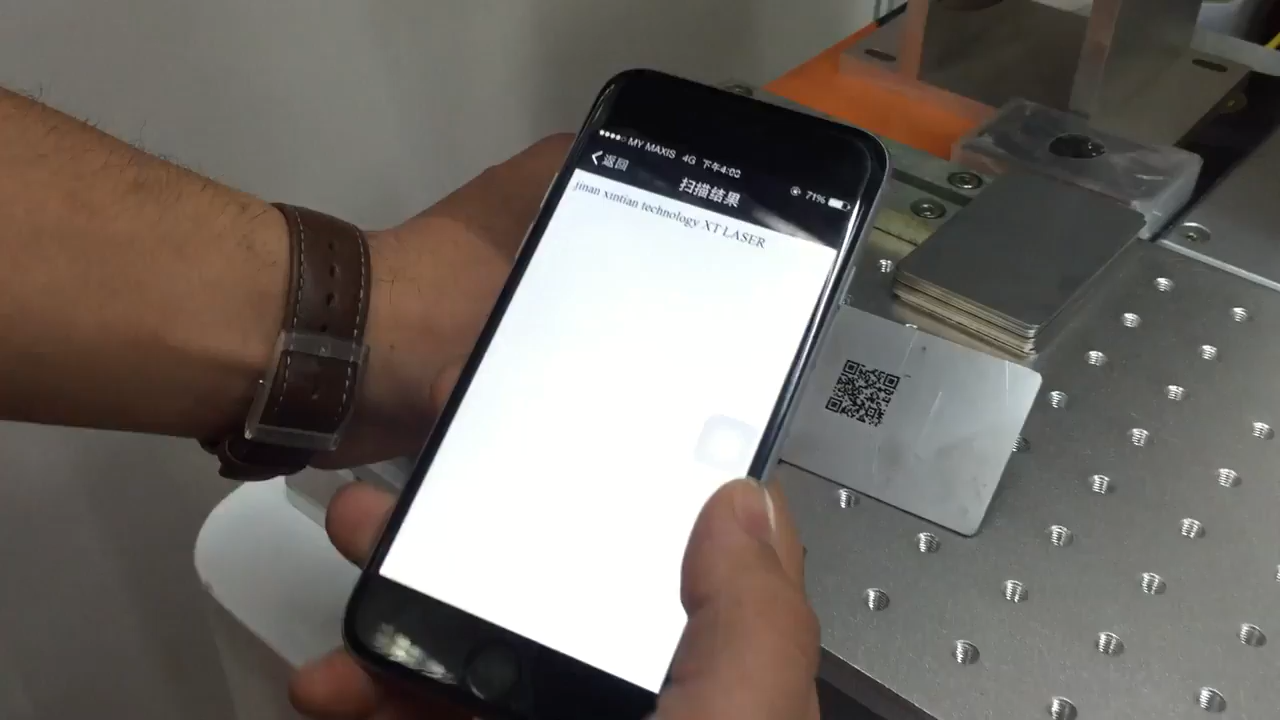 MY MAXIS 4G 下午4:02 71%
返回
扫描结果
jinan xintian technology XT LASER